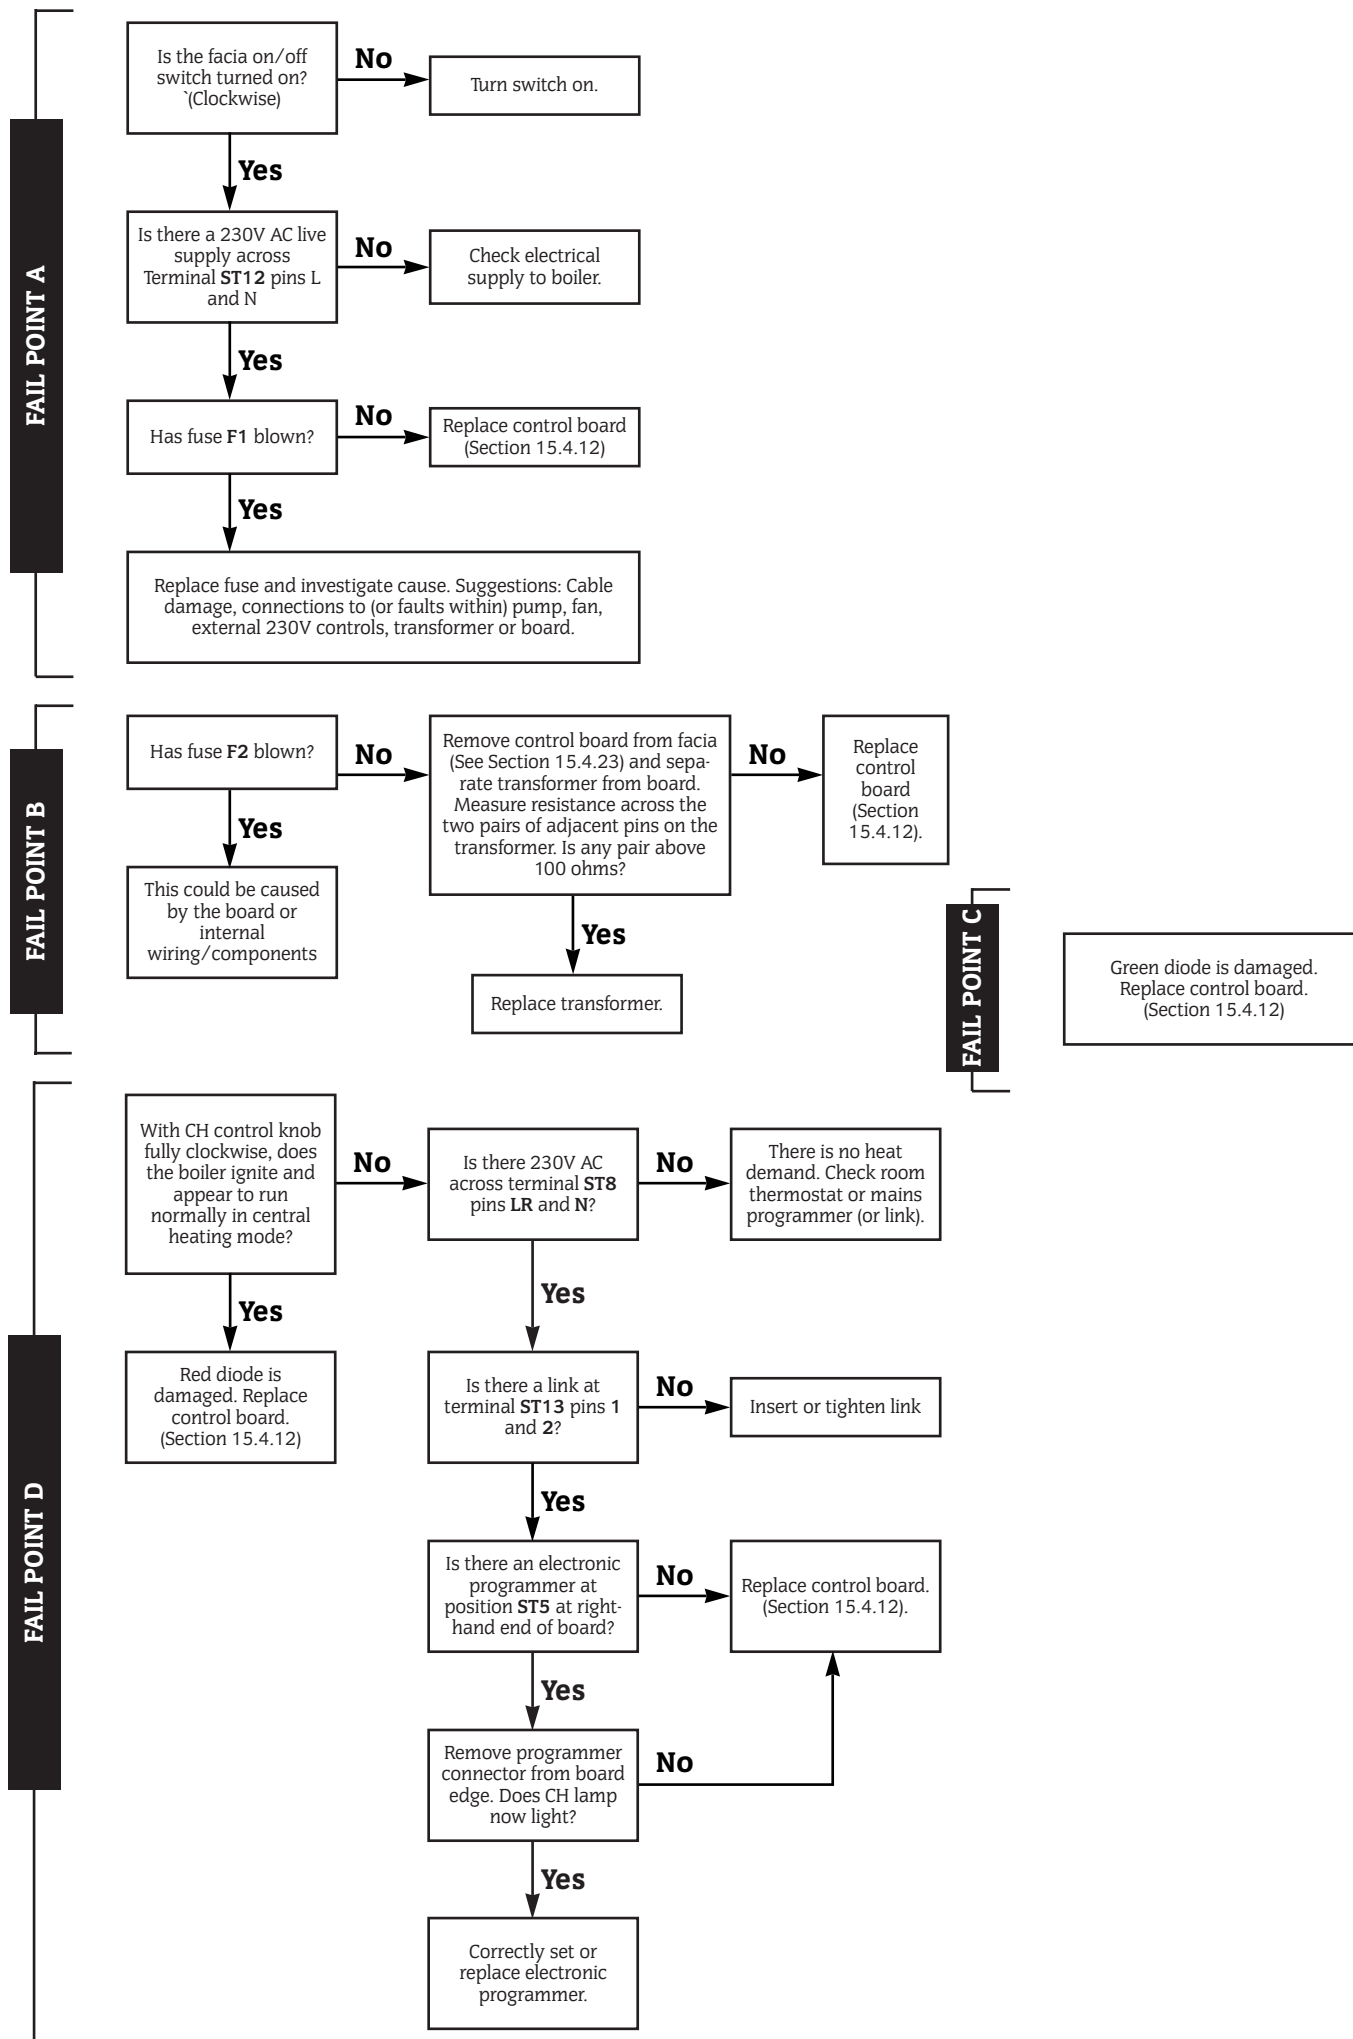 FAIL POINT A
Is the facia on/off
switch turned on?
`(Clockwise)
No
Turn switch on.
Yes
Is there a 230V AC live
supply across
Terminal ST12 pins L
and N
No
Check electrical
supply to boiler.
Yes
Has fuse F1 blown?
No
Replace control board
(Section 15.4.12)
Yes
Replace fuse and investigate cause. Suggestions: Cable
damage, connections to (or faults within) pump, fan,
external 230V controls, transformer or board.
FAIL POINT B
Has fuse F2 blown?
No
Remove control board from facia
(See Section 15.4.23) and sepa-
rate transformer from board.
Measure resistance across the
two pairs of adjacent pins on the
transformer. Is any pair above
100 ohms?
No
Replace
control
board
(Section
15.4.12).
Yes
This could be caused
by the board or
internal
wiring/components
Yes
Replace transformer.
FAIL POINT C
Green diode is damaged.
Replace control board.
(Section 15.4.12)
FAIL POINT D
With CH control knob
fully clockwise, does
the boiler ignite and
appear to run
normally in central
heating mode?
No
Is there 230V AC
across terminal ST8
pins LR and N?
No
There is no heat
demand. Check room
thermostat or mains
programmer (or link).
Yes
Red diode is
damaged. Replace
control board.
(Section 15.4.12)
Yes
Is there a link at
terminal ST13 pins 1
and 2?
No
Insert or tighten link
Yes
Is there an electronic
programmer at
position ST5 at right-
hand end of board?
No
Replace control board.
(Section 15.4.12).
Yes
Remove programmer
connector from board
edge. Does CH lamp
now light?
No
Yes
Correctly set or
replace electronic
programmer.